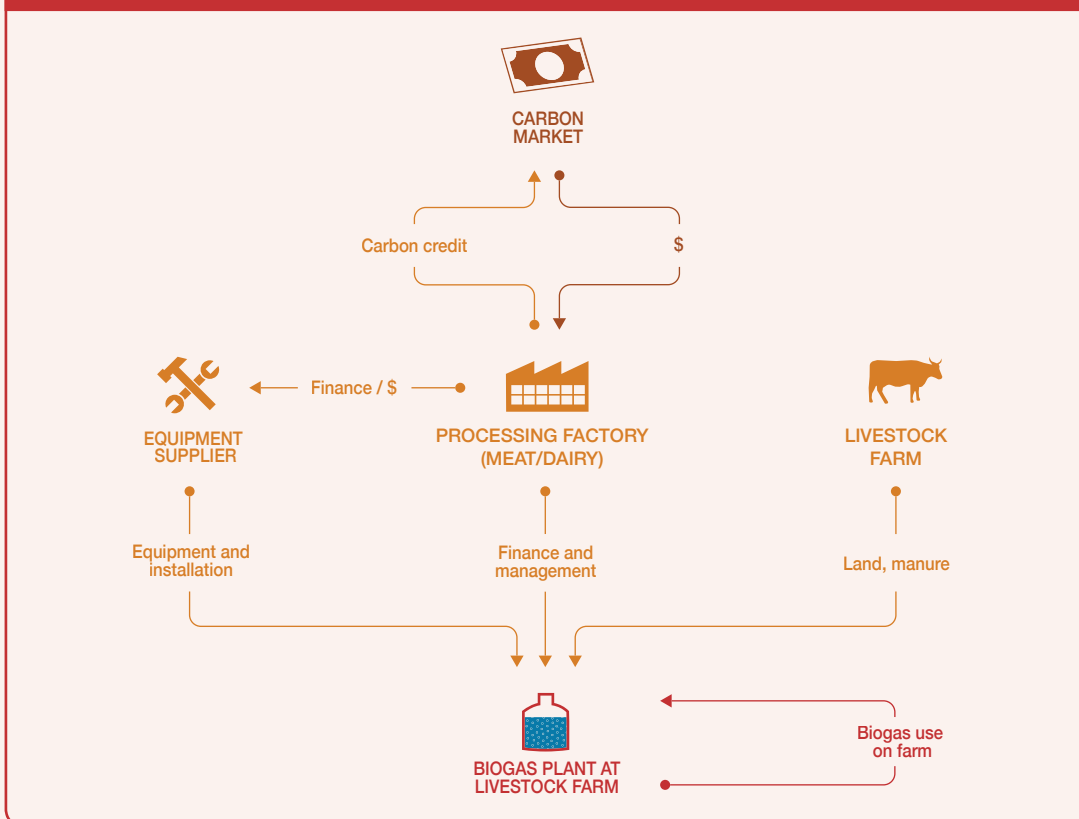 CARBON
MARKET
Carbon credit
$
Finance / $
EQUIPMENT
SUPPLIER
PROCESSING FACTORY
(MEAT/DAIRY)
LIVESTOCK
FARM
Equipment and
installation
Finance and
management
Land, manure
Biogas use
on farm
BIOGAS PLANT AT
LIVESTOCK FARM